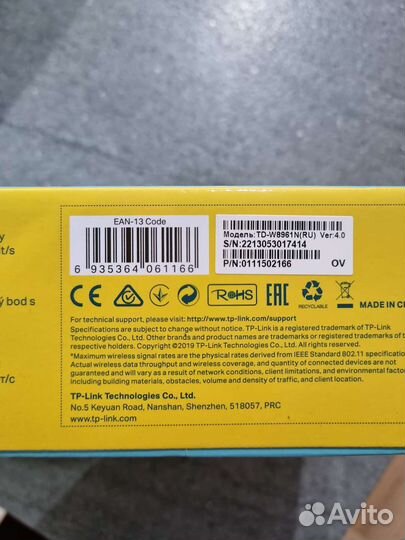 EAN-13 Code
6 935364 061166
Модель: TD-W8961N(RU) Ver:4.0
S/N:2213053017414
P/N:0111502166 OV
y
it/s
ý bod s
RoHS
EAC
RECYCLABLE
MADE IN C
For technical support, please visit: http://www.tp-link.com/support
Specifications are subject to change without notice. TP-Link is a registered trademark of TP-Link
Technologies Co., Ltd. Other brands and product names are trademarks or registered trademarks of t
respective holders. Copyright ©2019 TP-Link Technologies Co., Ltd. All rights reserved.
*Maximum wireless signal rates are the physical rates derived from IEEE Standard 802.11 specification
Actual wireless data throughput and wireless coverage, and quantity of connected devices are not
guaranteed and will vary as a result of network conditions, client limitations, and environmental factor
including building materials, obstacles, volume and density of traffic, and client location.
ит/с
TP-Link Technologies Co., Ltd.
No.5 Keyuan Road, Nanshan, Shenzhen, 518057, PRC
www.tp-link.com
Avito